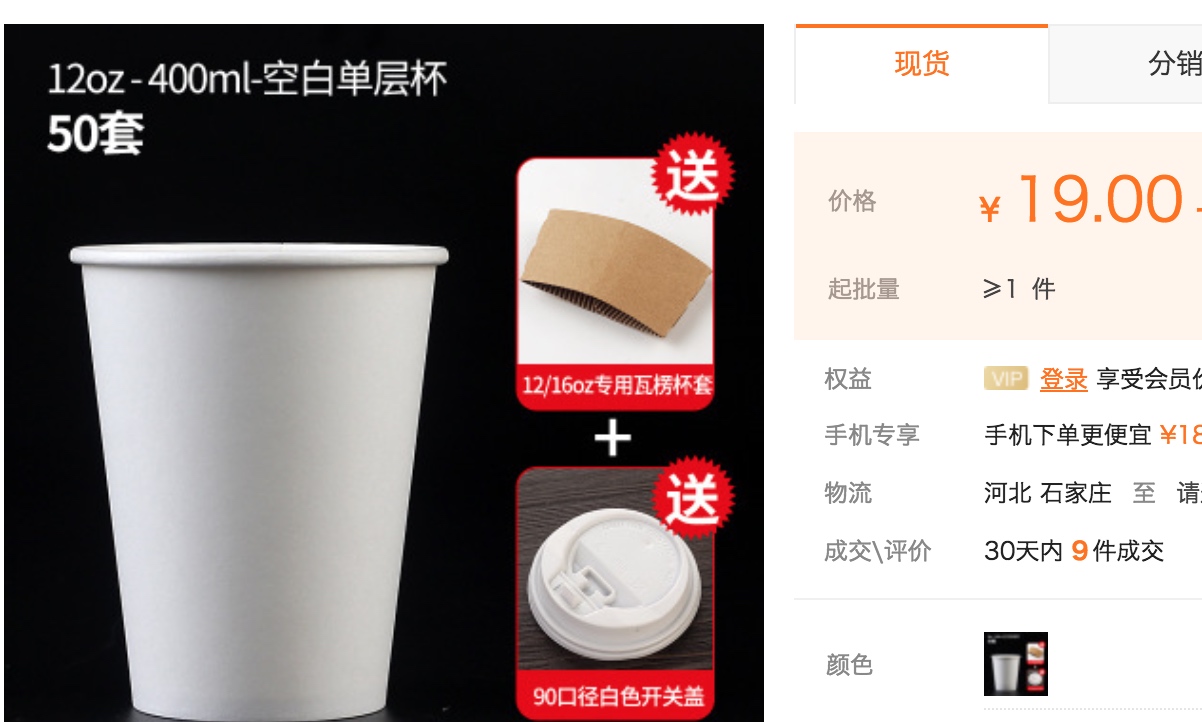 12oz-400ml-空白单层杯
50套
送
12/16oz专用瓦楞杯套
+
送
90口径白色开关盖
现货
分销
价格
¥ 19.00
起批量
≥1 件
权益
VIP 登录 享受会员
手机专享
手机下单更便宜 ¥18
物流
河北 石家庄 至 请
成交\评价
30天内 9 件成交
颜色